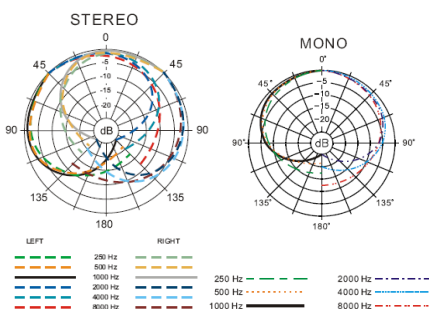 STEREO
0
-5
-10
-15
-20
dB
45
45
90
90
135
135
180
LEFT
RIGHT
250 Hz
500 Hz
1000 Hz
2000 Hz
4000 Hz
8000 Hz
MONO
0°
-5
-10
-15
-20
dB
45°
45°
90°
90°
135°
135°
180°
250 Hz
500 Hz
1000 Hz
2000 Hz
4000 Hz
8000 Hz